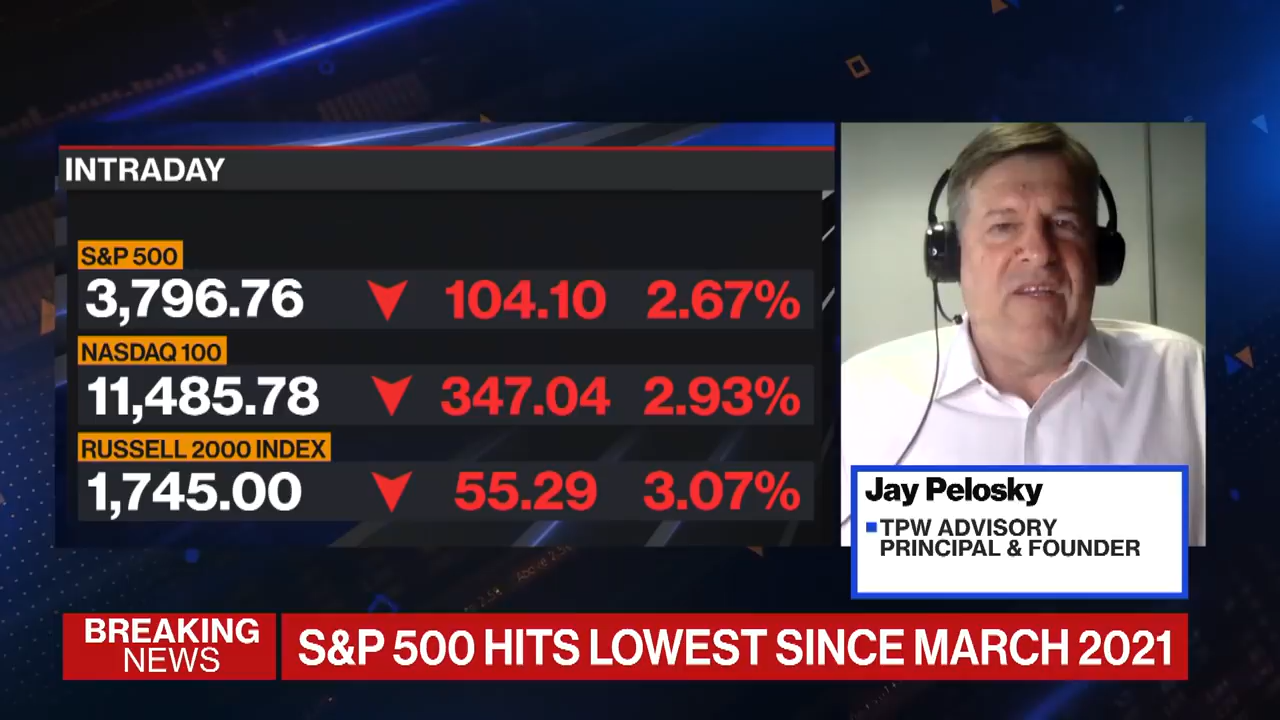 INTRADAY
S&P 500
3,796.76 104.10 2.67%
NASDAQ 100
11,485.78 347.04 2.93%
RUSSELL 2000 INDEX
1,745.00 55.29 3.07%
Jay Pelosky
TPW ADVISORY
PRINCIPAL & FOUNDER
BREAKING
NEWS
S&P 500 HITS LOWEST SINCE MARCH 2021